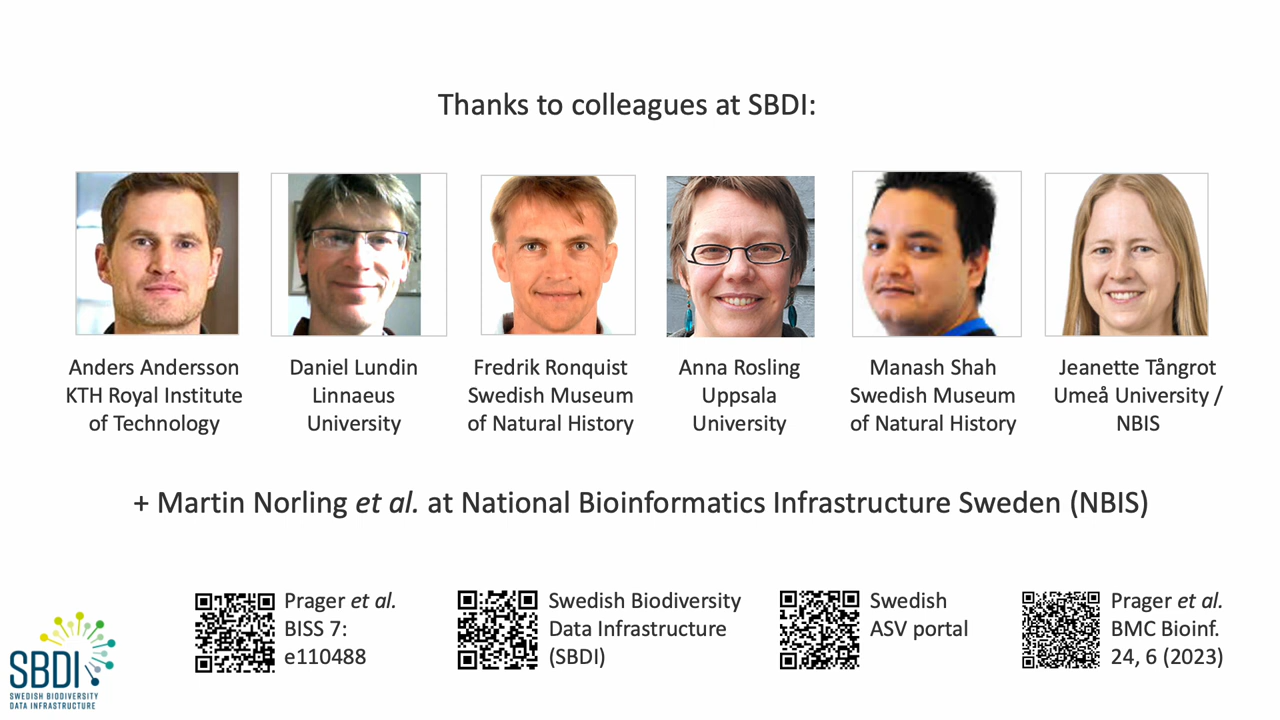 Thanks to colleagues at SBDI:
Anders Andersson
KTH Royal Institute
of Technology
Daniel Lundin
Linnaeus
University
Fredrik Ronquist
Swedish Museum
of Natural History
Anna Rosling
Uppsala
University
Manash Shah
Swedish Museum
of Natural History
Jeanette Tångrot
Umeå University /
NBIS
+ Martin Norling et al. at National Bioinformatics Infrastructure Sweden (NBIS)
Prager et al.
BISS 7:
e110488
Swedish Biodiversity
Data Infrastructure
(SBDI)
Swedish
ASV portal
Prager et al.
BMC Bioinf.
24, 6 (2023)
SBDI
SWEDISH BIODIVERSITY
DATA INFRASTRUCTURE